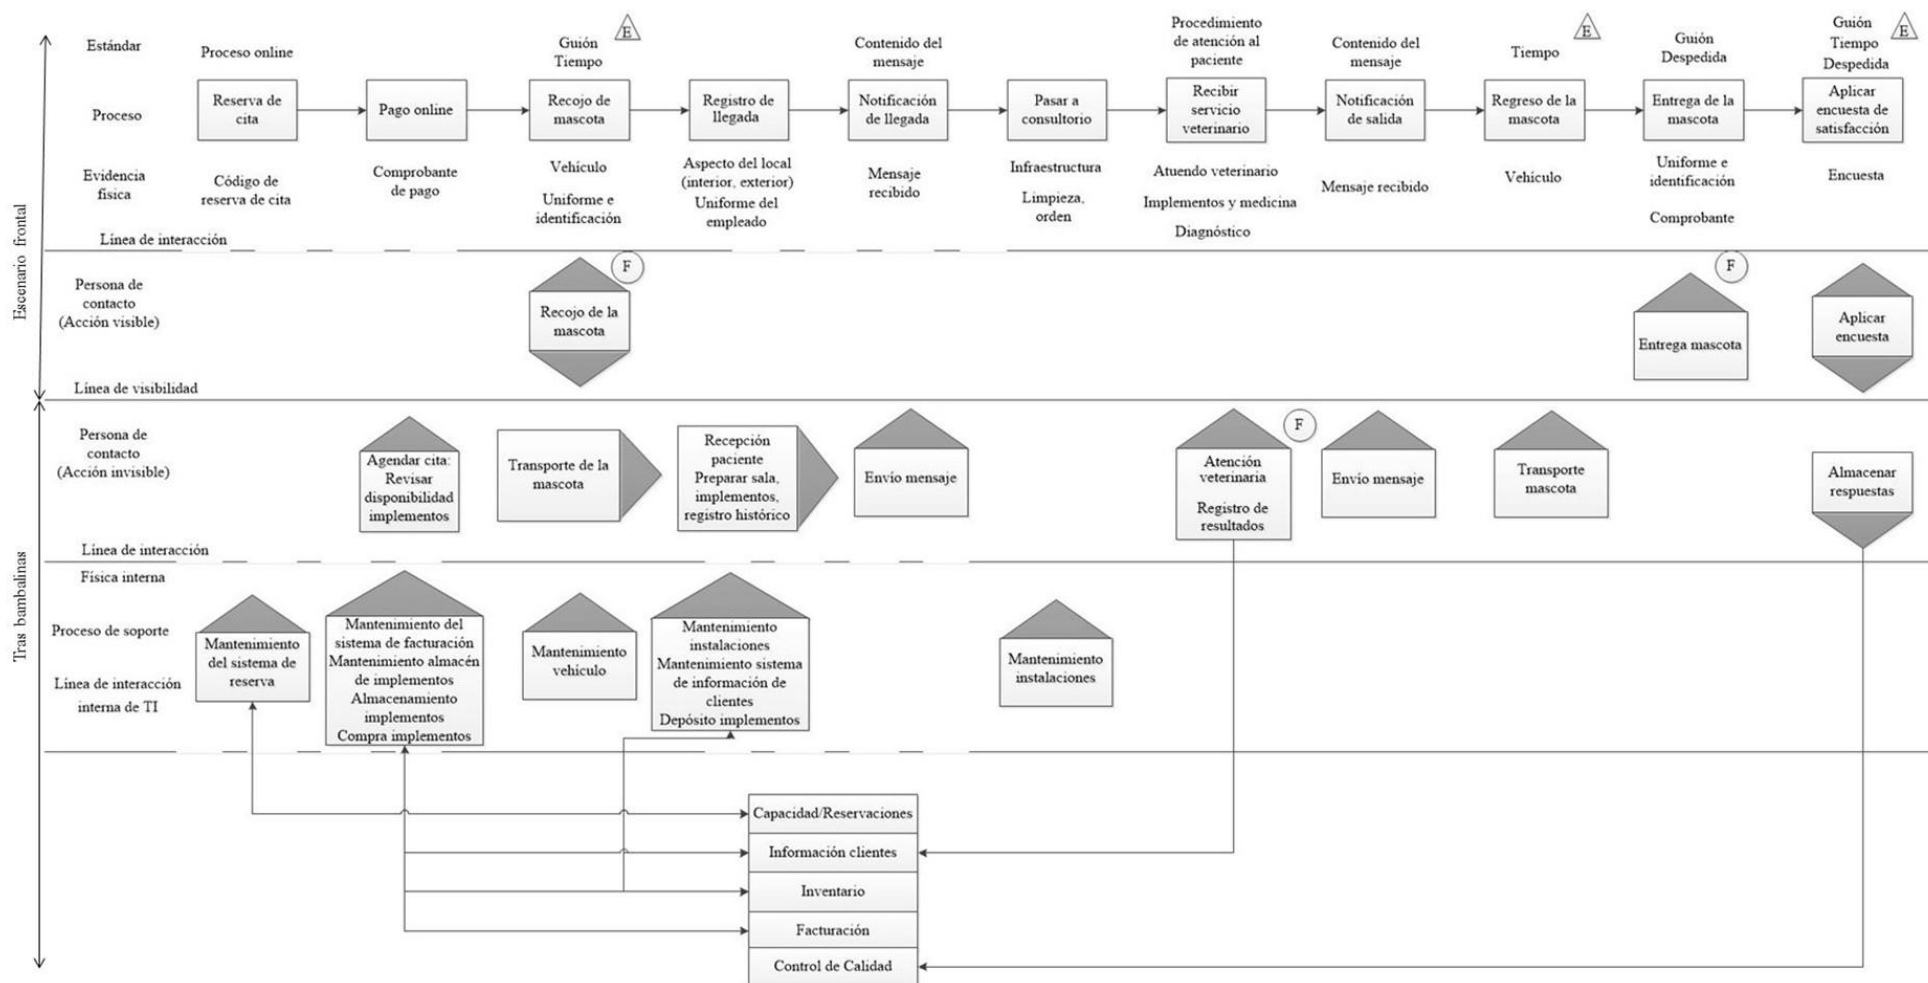 Estándar
Proceso online
Guión
Tiempo
E
Contenido del
mensaje
Procedimiento
de atención al
paciente
Contenido del
mensaje
Tiempo
E
Guión
Despedida
Guión
Tiempo
Despedida
E
Proceso
Reserva de
cita
Pago online
Recojo de
mascota
Registro de
llegada
Notificación
de llegada
Pasar a
consultorio
Recibir
servicio
veterinario
Notificación
de salida
Regreso de la
mascota
Entrega de la
mascota
Aplicar
encuesta de
satisfacción
Evidencia
física
Código de
reserva de cita
Comprobante
de pago
Vehículo
Uniforme e
identificación
Aspecto del local
(interior, exterior)
Uniforme del
empleado
Mensaje
recibido
Infraestructura
Limpieza,
orden
Atuendo veterinario
Implementos y medicina
Diagnóstico
Mensaje recibido
Vehículo
Uniforme e
identificación
Comprobante
Encuesta
Línea de interacción
Escenario frontal
Persona de
contacto
(Acción visible)
F
Recojo de la
mascota
F
Entrega mascota
Aplicar
encuesta
Línea de visibilidad
Persona de
contacto
(Acción invisible)
Agendar cita:
Revisar
disponibilidad
implementos
Transporte de la
mascota
Recepción
paciente
Preparar sala,
implementos,
registro histórico
Envío mensaje
F
Atención
veterinaria
Registro de
resultados
Envío mensaje
Transporte
mascota
Almacenar
respuestas
Línea de interacción
Tras bambalinas
Física interna
Proceso de soporte
Línea de interacción
interna de TI
Mantenimiento
del sistema de
reserva
Mantenimiento del
sistema de facturación
Mantenimiento almacén
de implementos
Almacenamiento
implementos
Compra implementos
Mantenimiento
vehículo
Mantenimiento
instalaciones
Mantenimiento sistema
de información de
clientes
Depósito implementos
Mantenimiento
instalaciones
Capacidad/Reservaciones
Información clientes
Inventario
Facturación
Control de Calidad